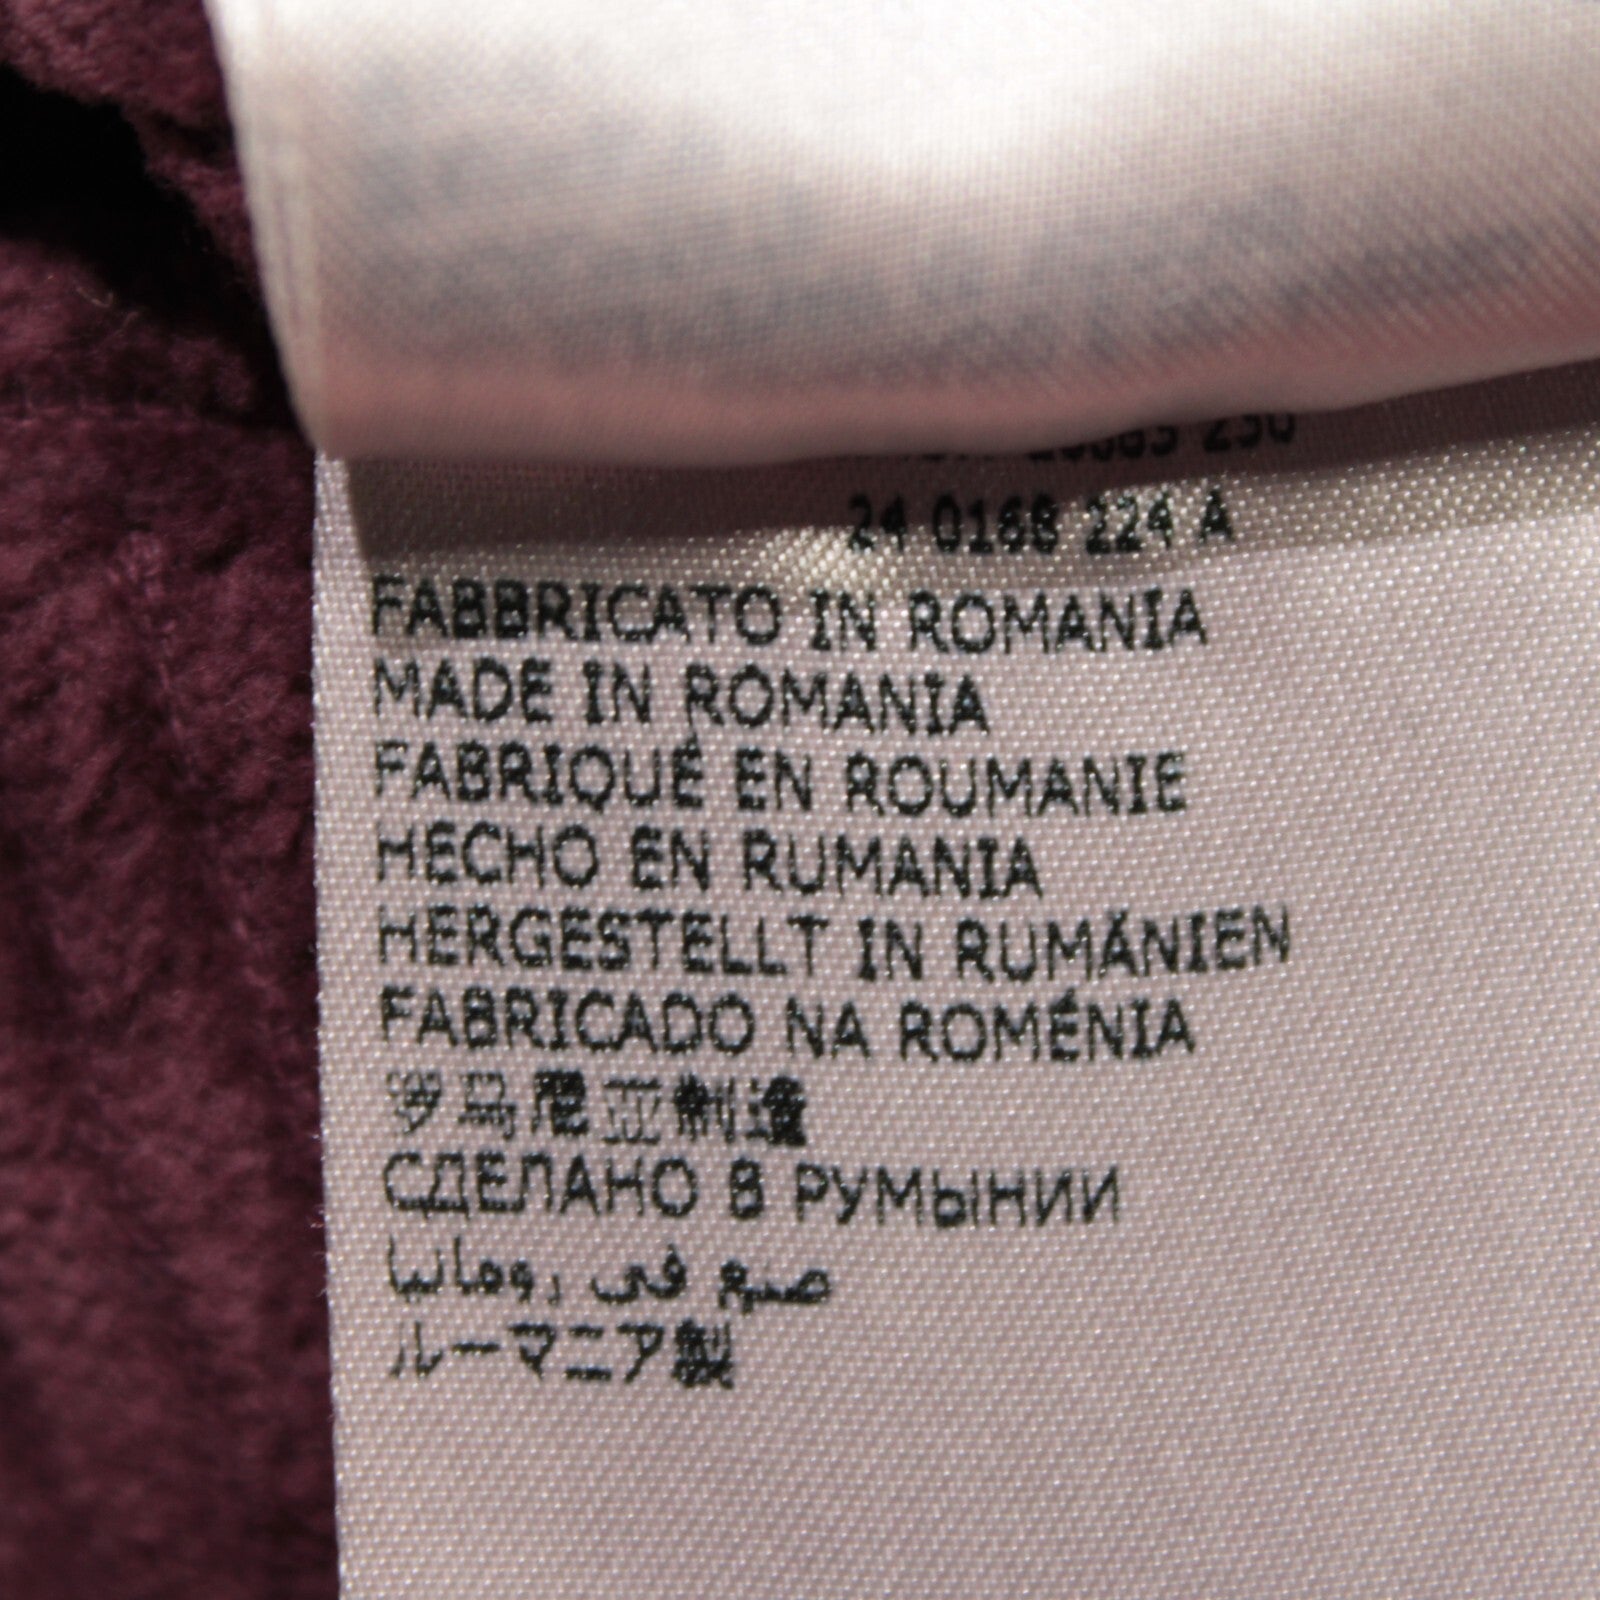 230
24 0168 224 A
FABBRICATO IN ROMANIA
MADE IN ROMANIA
FABRIQUÉ EN ROUMANIE
HECHO EN RUMANIA
HERGESTELLT IN RUMÄNIEN
FABRICADO NA ROMÉNIA
罗马尼亚制造
СДЕЛАНО В РУМЫНИИ
صنع في رومانيا
ルーマニア製